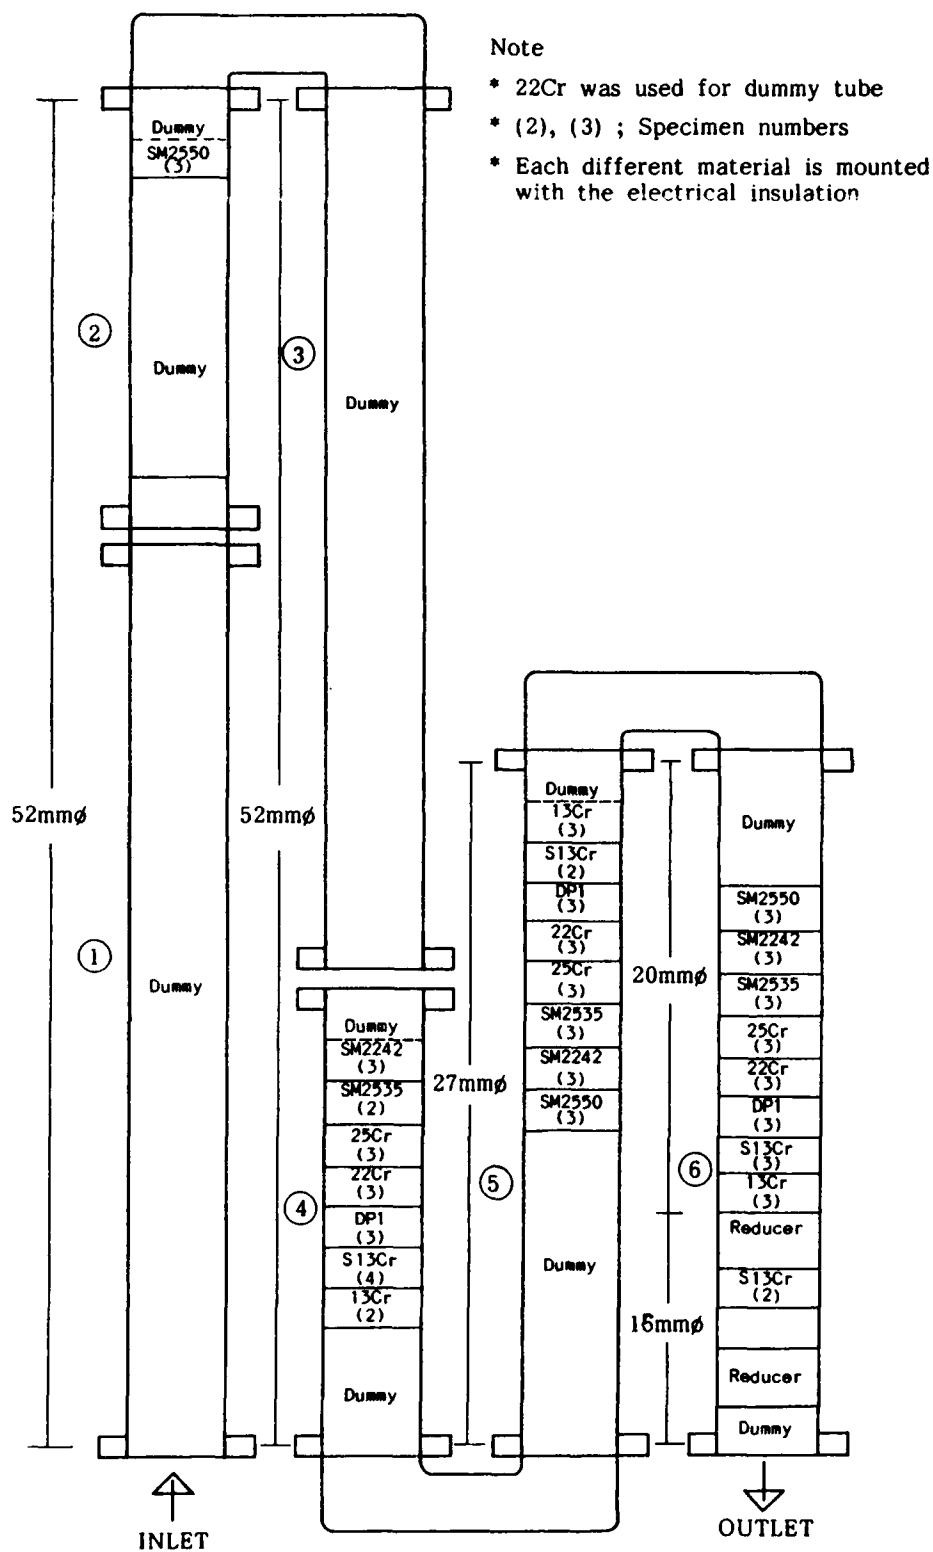 Note
* 22Cr was used for dummy tube
* (2), (3) ; Specimen numbers
* Each different material is mounted
with the electrical insulation
Dummy
SM2550
(3)
②
Dummy
52mmø
①
Dummy
INLET
③
Dummy
52mmø
Dummy
SM2242
(3)
SM2535
(2)
25Cr
(3)
22Cr
(3)
④
DP1
(3)
S13Cr
(4)
13Cr
(2)
Dummy
27mmø
⑤
Dummy
13Cr
(3)
S13Cr
(2)
DP1
(3)
22Cr
(3)
25Cr
(3)
SM2535
(3)
SM2242
(3)
SM2550
(3)
Dummy
20mmø
⑥
Dummy
SM2550
(3)
SM2242
(3)
SM2535
(3)
25Cr
(3)
22Cr
(3)
DP1
(3)
S13Cr
(3)
13Cr
(3)
Reducer
S13Cr
(2)
Reducer
Dummy
OUTLET